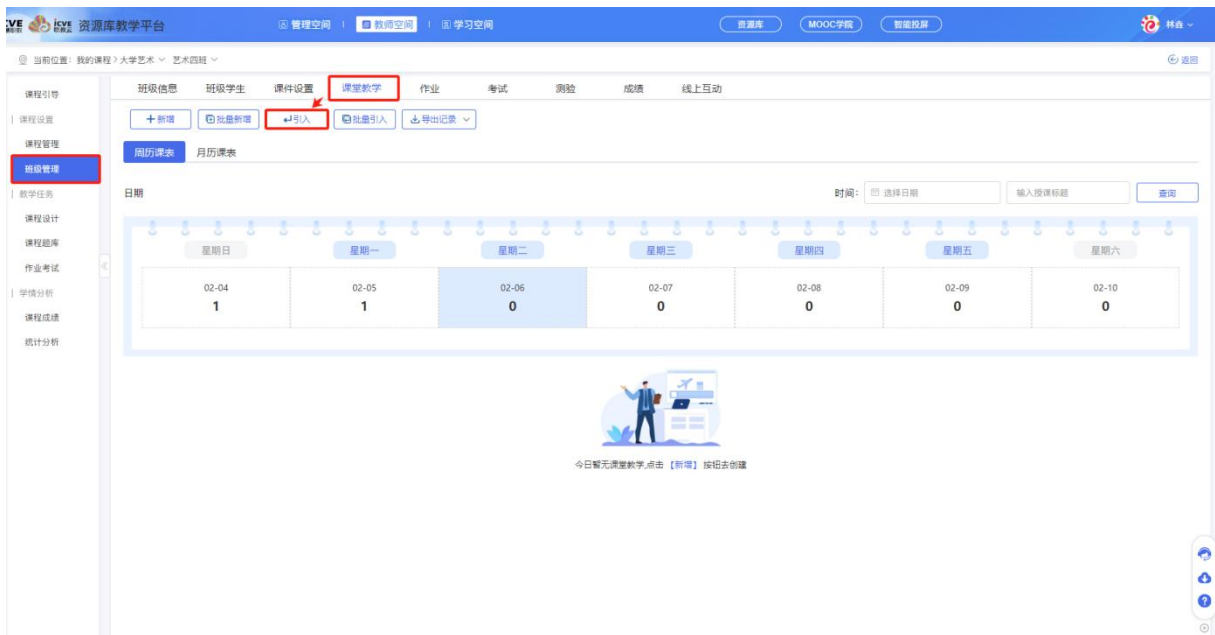 icve 智慧职教 资源库教学平台 管理空间 教师空间 学习空间 资源库 MOOC学院 智能投屏 林垚
当前位置：我的课程 > 大学艺术 艺术四班 返回
课程引导
课程设置
课程管理
班级管理
教学任务
课程设计
课程题库
作业考试
学情分析
课程成绩
统计分析
班级信息 班级学生 课件设置 课堂教学 作业 考试 测验 成绩 线上互动
新增 批量新增 引入 批量引入 导出记录
周历课表 月历课表
日期 时间： 选择日期 输入授课标题 查询
星期日 星期一 星期二 星期三 星期四 星期五 星期六
02-04 02-05 02-06 02-07 02-08 02-09 02-10
1 1 0 0 0 0 0
今日暂无课堂教学,点击【新增】按钮去创建